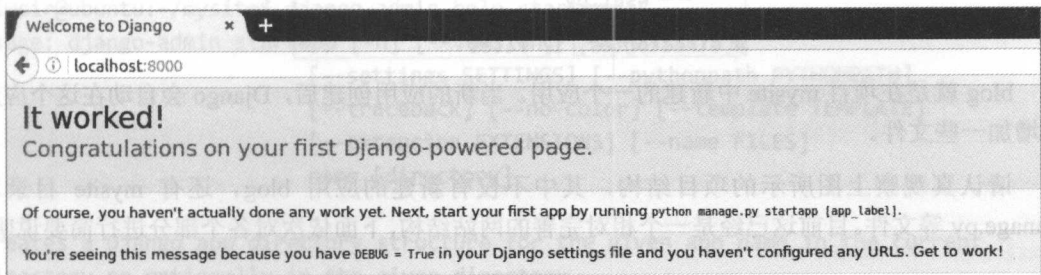 Welcome to Django × +
localhost:8000
It worked!
Congratulations on your first Django-powered page.
Of course, you haven't actually done any work yet. Next, start your first app by running python manage.py startapp [app_label].
You're seeing this because you have DEBUG = True in your Django settings file and you haven't configured any URLs. Get to work!